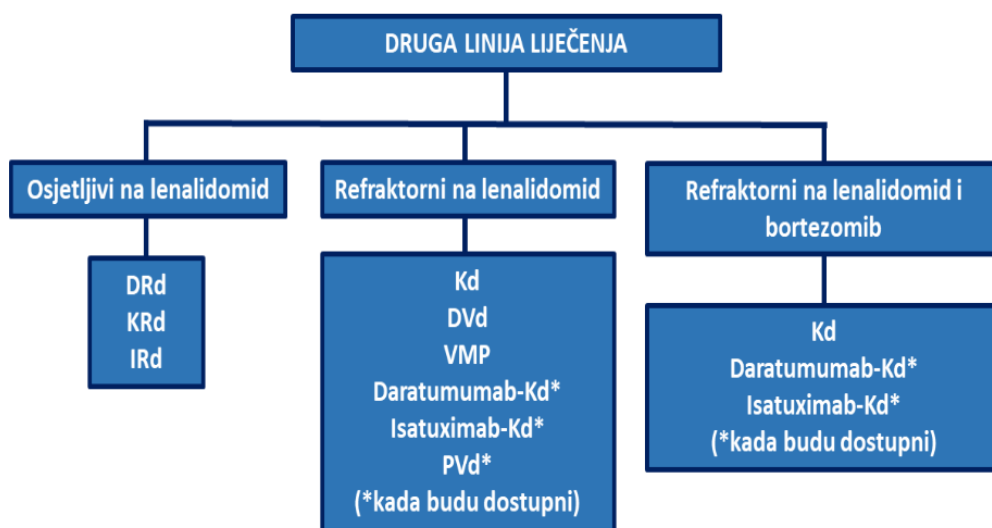 DRUGA LINIJA LIJEČENJA
Osjetljivi na lenalidomid
DRd
KRd
IRd
Refraktorni na lenalidomid
Kd
DVd
VMP
Daratumumab-Kd*
Isatuximab-Kd*
PVd*
(*kada budu dostupni)
Refraktorni na lenalidomid i
bortezomib
Kd
Daratumumab-Kd*
Isatuximab-Kd*
(*kada budu dostupni)